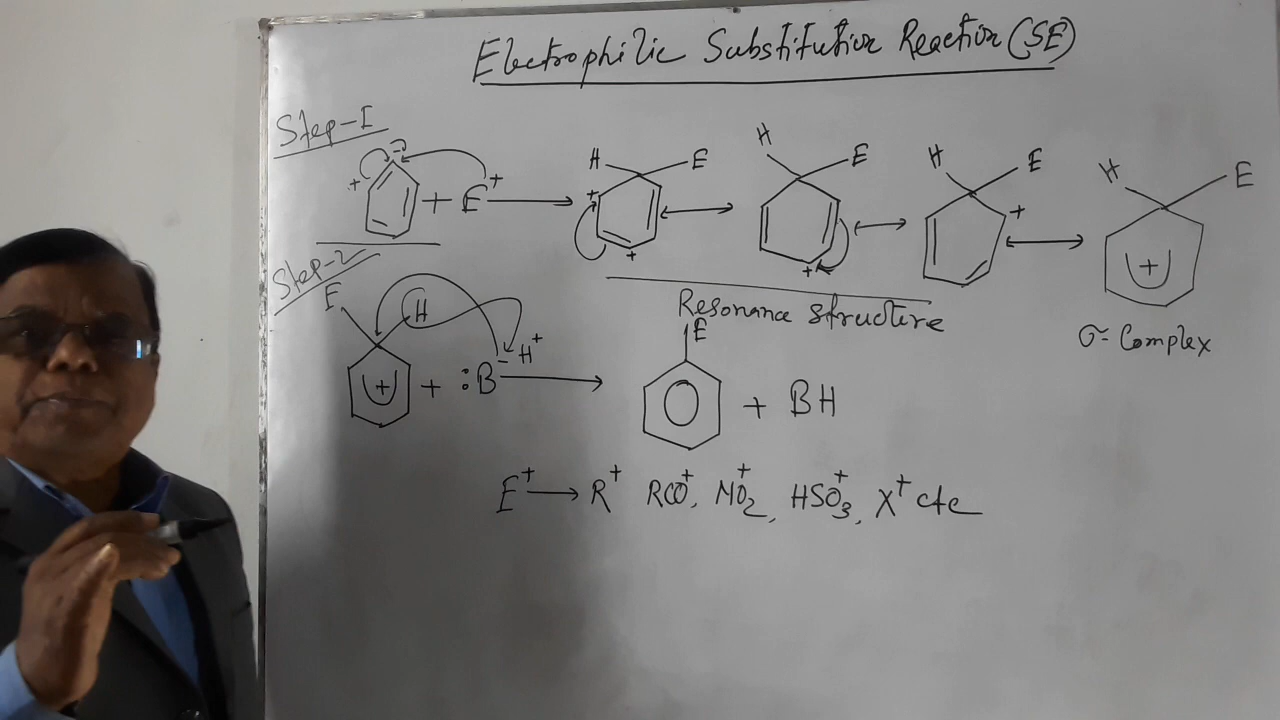 Electrophilic Substitution Reaction (SE)
Step-I
+ − + E+ → H E + + ↔ H E + ↔ H E + ↔ H E +
Resonance structure
σ-Complex
Step-2
E H + + :B− H+ → E + BH
E+ → R+ RCO+, NO2+, HSO3+, X+ etc